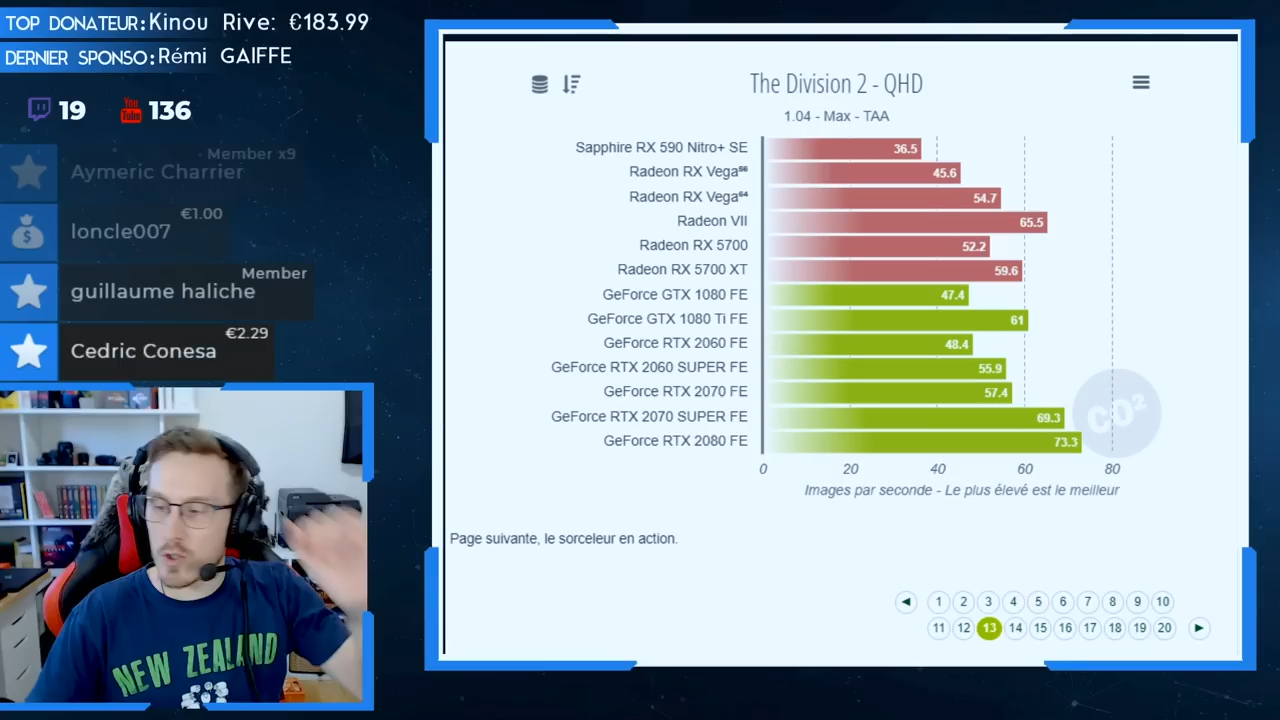 TOP DONATEUR:Kinou Rive: €183.99
DERNIER SPONSO:Rémi GAIFFE
19
You Tube 136
Member x9
Aymeric Charrier
€1.00
loncle007
Member
guillaume haliche
€2.29
Cedric Conesa
NEW ZEALAND
The Division 2 - QHD
1.04 - Max - TAA
Sapphire RX 590 Nitro+ SE 36.5
Radeon RX Vega⁵⁶ 45.6
Radeon RX Vega⁶⁴ 54.7
Radeon VII 65.5
Radeon RX 5700 52.2
Radeon RX 5700 XT 59.6
GeForce GTX 1080 FE 47.4
GeForce GTX 1080 Ti FE 61
GeForce RTX 2060 FE 48.4
GeForce RTX 2060 SUPER FE 55.9
GeForce RTX 2070 FE 57.4
GeForce RTX 2070 SUPER FE 69.3
GeForce RTX 2080 FE 73.3
CO²
0 20 40 60 80
Images par seconde - Le plus élevé est le meilleur
Page suivante, le sorceleur en action.
1 2 3 4 5 6 7 8 9 10
11 12 13 14 15 16 17 18 19 20